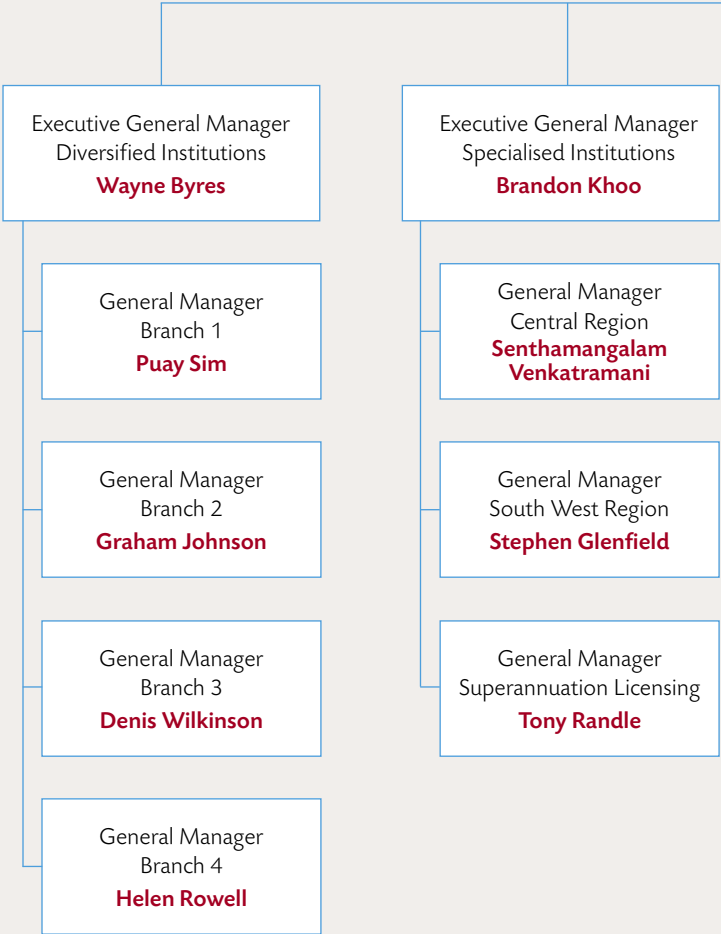 Executive General Manager
Diversified Institutions
Wayne Byres
General Manager
Branch 1
Puay Sim
General Manager
Branch 2
Graham Johnson
General Manager
Branch 3
Denis Wilkinson
General Manager
Branch 4
Helen Rowell
Executive General Manager
Specialised Institutions
Brandon Khoo
General Manager
Central Region
Senthamangalam
Venkatramani
General Manager
South West Region
Stephen Glenfield
General Manager
Superannuation Licensing
Tony Randle